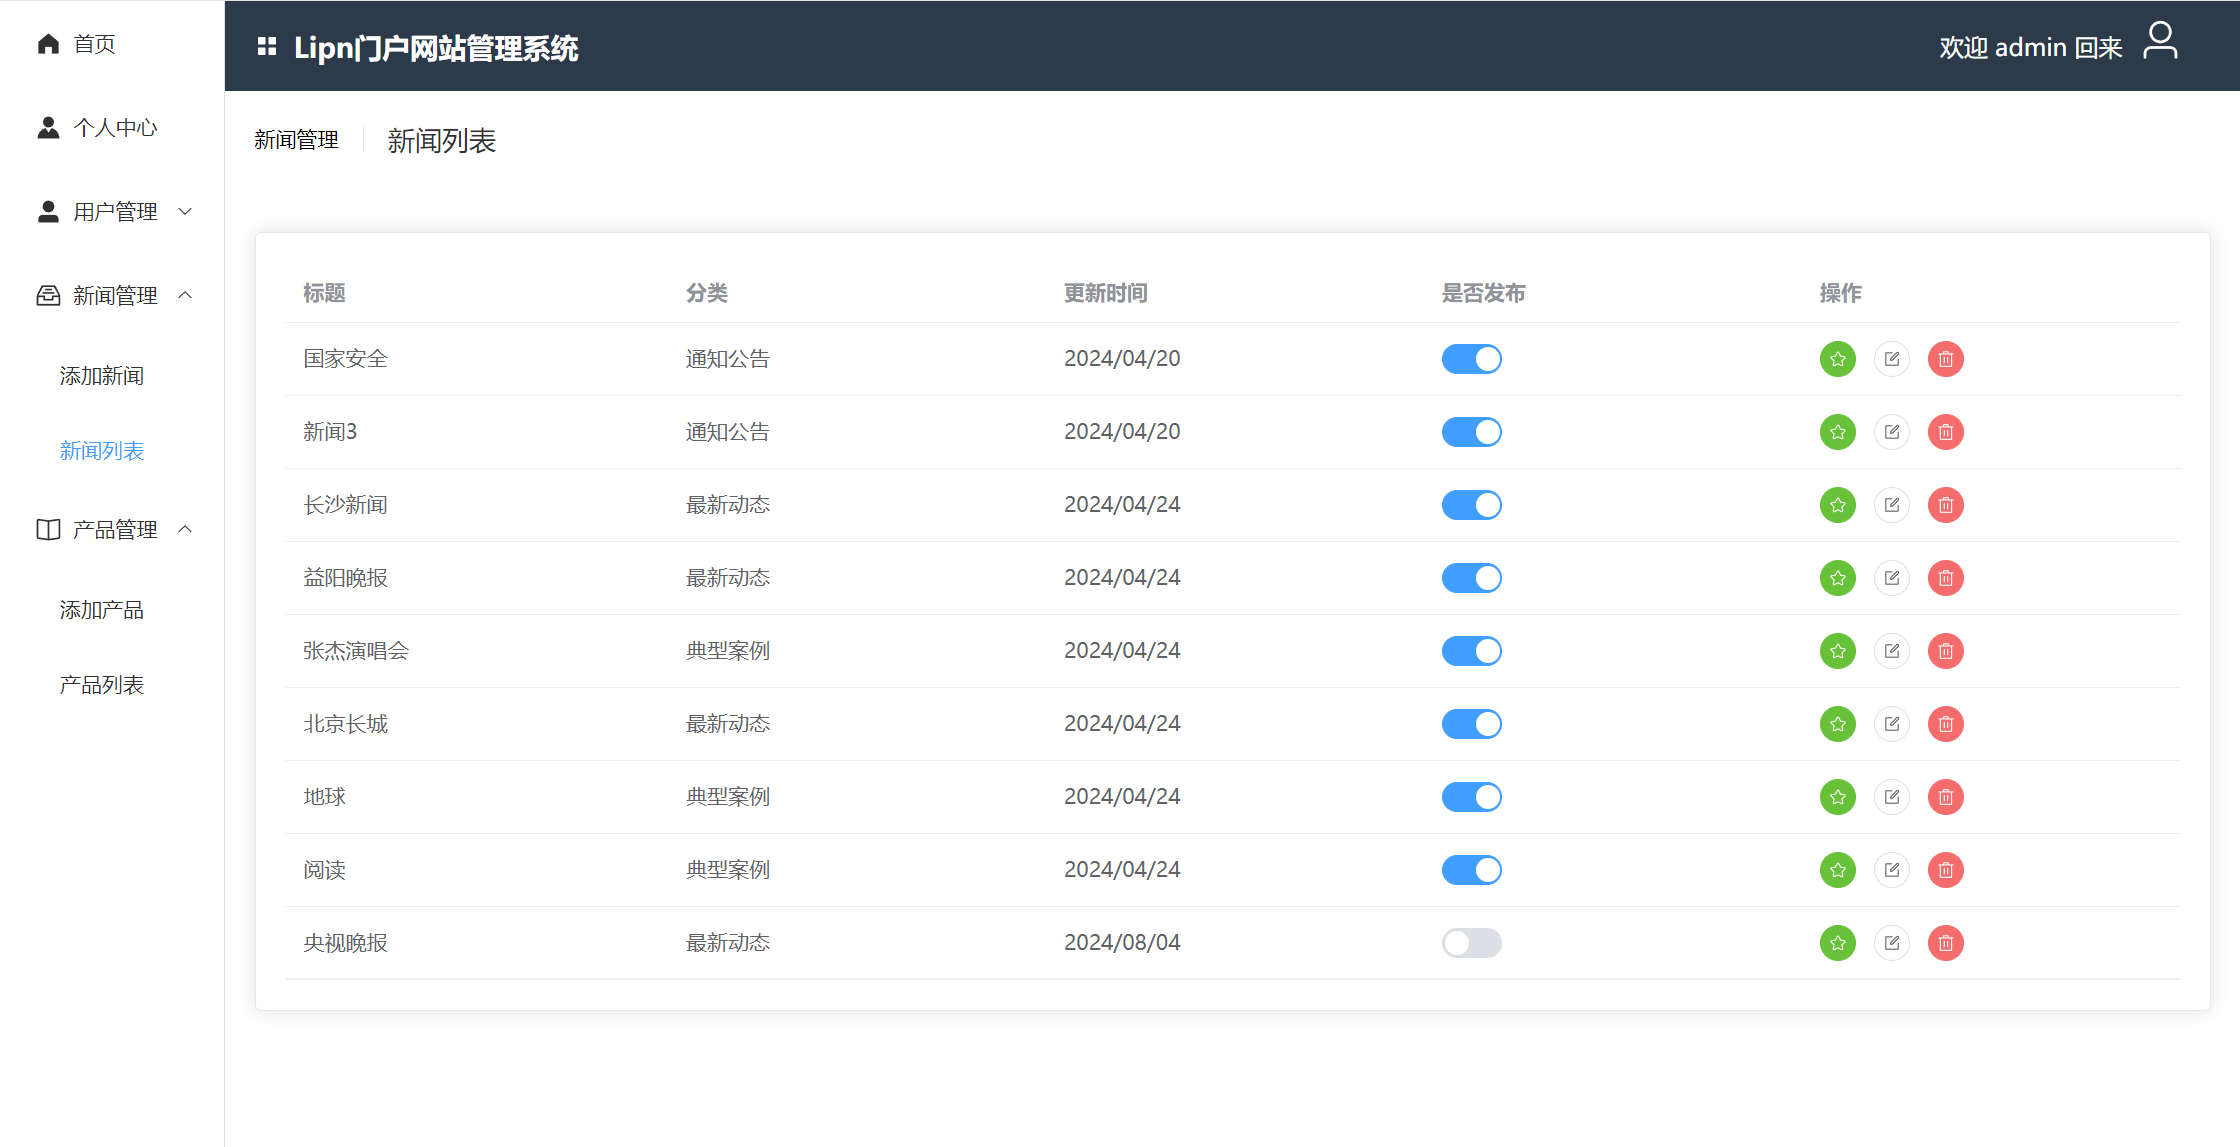 首页
个人中心
用户管理
新闻管理
添加新闻
新闻列表
产品管理
添加产品
产品列表
Lipn门户网站管理系统
欢迎 admin 回来
新闻管理 新闻列表
标题 分类 更新时间 是否发布 操作
国家安全 通知公告 2024/04/20
新闻3 通知公告 2024/04/20
长沙新闻 最新动态 2024/04/24
益阳晚报 最新动态 2024/04/24
张杰演唱会 典型案例 2024/04/24
北京长城 最新动态 2024/04/24
地球 典型案例 2024/04/24
阅读 典型案例 2024/04/24
央视晚报 最新动态 2024/08/04